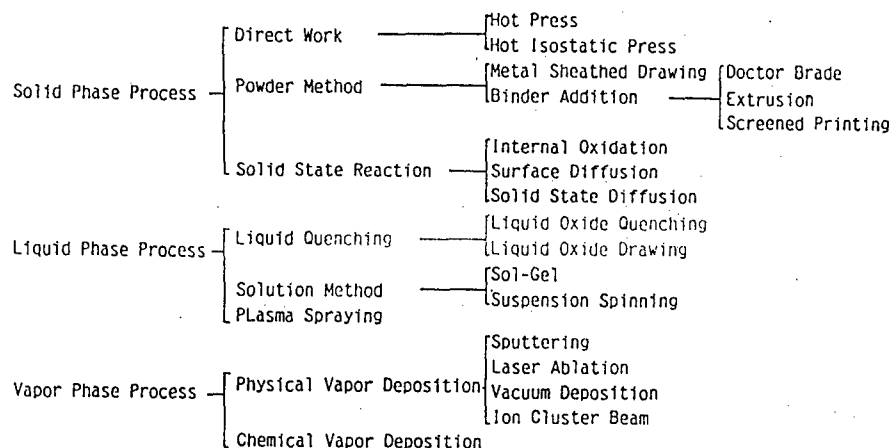 Direct Work
Hot Press
Hot Isostatic Press
Solid Phase Process
Powder Method
Metal Sheathed Drawing
Binder Addition
Doctor Brade
Extrusion
Screened Printing
Solid State Reaction
Internal Oxidation
Surface Diffusion
Solid State Diffusion
Liquid Phase Process
Liquid Quenching
Liquid Oxide Quenching
Liquid Oxide Drawing
Solution Method
Sol-Gel
Suspension Spinning
PLasma Spraying
Vapor Phase Process
Physical Vapor Deposition
Sputtering
Laser Ablation
Vacuum Deposition
Ion Cluster Beam
Chemical Vapor Deposition